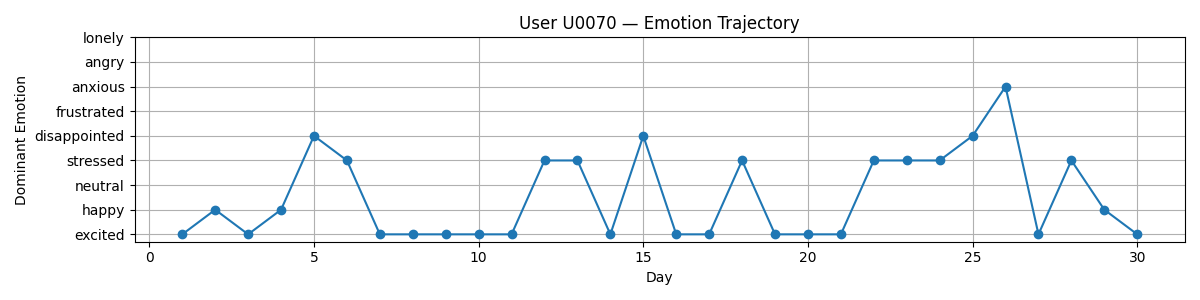 User U0070 — Emotion Trajectory
Dominant Emotion
lonely
angry
anxious
frustrated
disappointed
stressed
neutral
happy
excited
0 5 10 15 20 25 30
Day